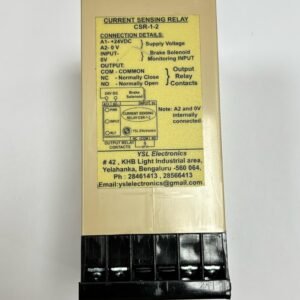 CURRENT SENSING RELAY
CSR-1-2
CONNECTION DETAILS:
A1- +24VDC
A2- 0 V
Supply Voltage
INPUT-
0V
Brake Solenoid
Monitoring INPUT
OUTPUT:
COM - COMMON
NC - Normally Close
NO - Normally Open
Output
Relay
Contacts
24V DC
Brake
Solenoid
CURRENT SENSING
RELAY CSR-1-2
YSL Electronics
Note: A2 and 0V
internally
connected
OUTPUT RELAY
CONTACTS
YSL Electronics
# 42 , KHB Light Industrial area,
Yelahanka, Bengaluru -560 064,
Ph : 28461413 , 28566413
Email:yslelectronics@gmail.com